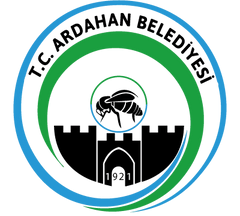 T.C. ARDAHAN BELEDİYESİ
1921